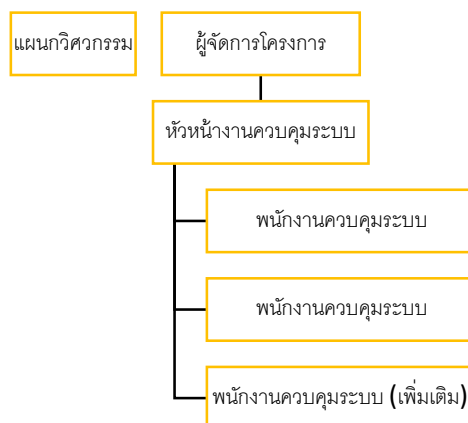 แผนกวิศวกรรม
ผู้จัดการโครงการ
หัวหน้างานควบคุมระบบ
พนักงานควบคุมระบบ
พนักงานควบคุมระบบ
พนักงานควบคุมระบบ (เพิ่มเติม)